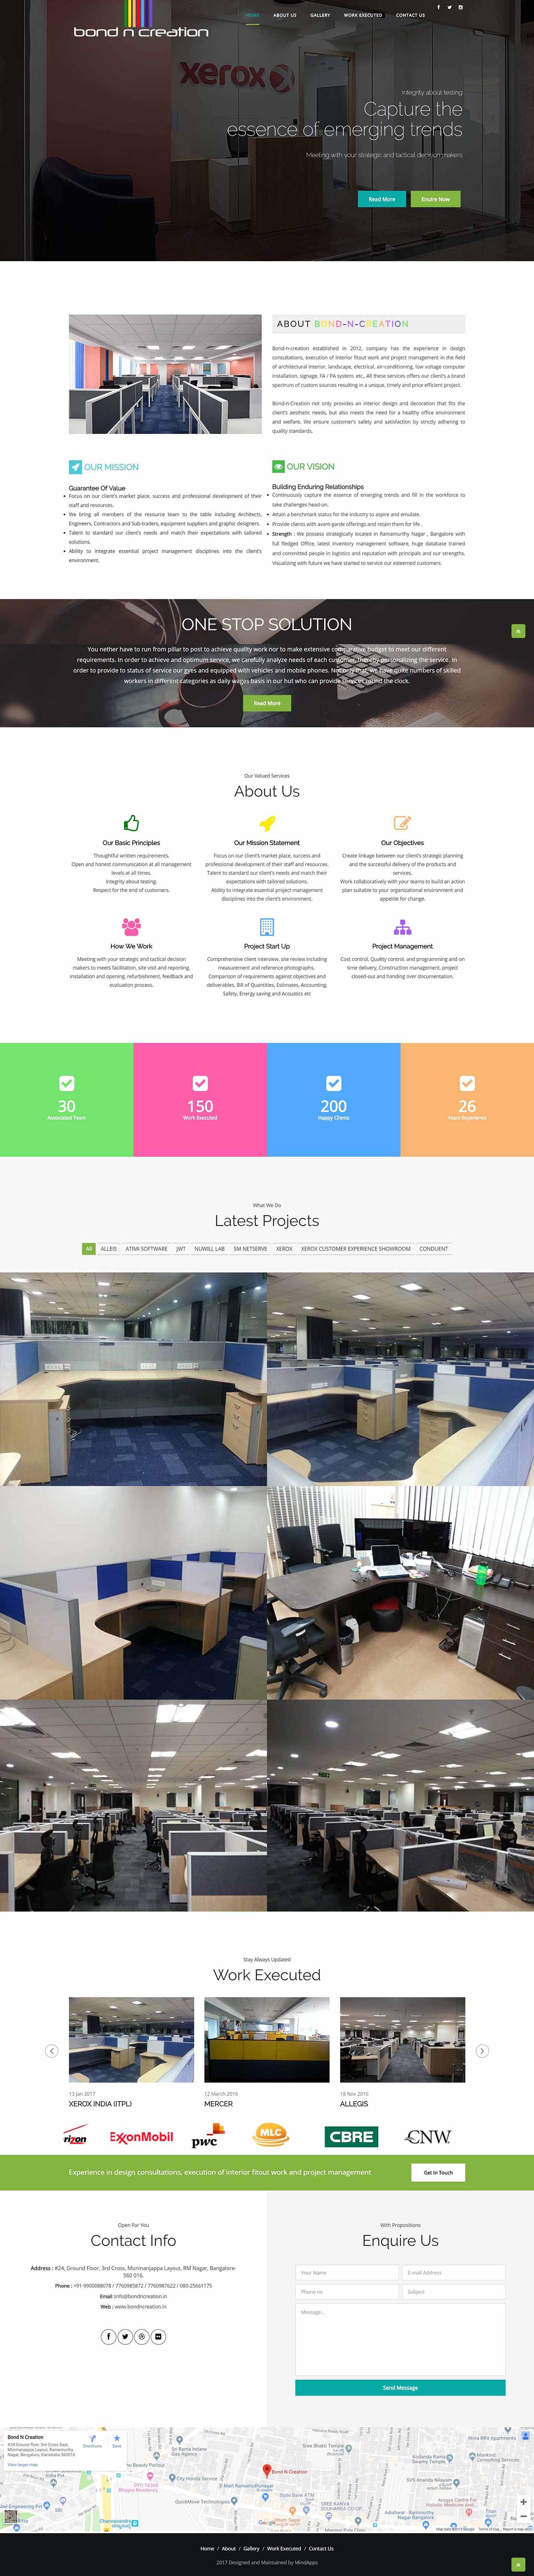 bond n creation
HOME ABOUT US GALLERY WORK EXECUTED CONTACT US
xerox
Integrity about testing
Capture the
essence of emerging trends
Meeting with your strategic and tactical decision makers
Read More Enuire Now
ABOUT BOND-N-CREATION
Bond-n-creation established in 2012, company has the experience in design
consultations, execution of interior fitout work and project management in the field
of architectural interior, landscape, electrical, air-conditioning, low voltage computer
installation, signage, FA / PA system, etc., All these services offers our client's a brand
spectrum of custom sources resulting in a unique, timely and price efficient project.
Bond-n-Creation not only provides an interior design and decoration that fits the
client's aesthetic needs, but also meets the need for a healthy office environment
and welfare. We ensure customer's safety and satisfaction by strictly adhering to
quality standards.
OUR MISSION
Guarantee Of Value
Focus on our client's market place, success and professional development of their
staff and resources.
We bring all members of the resource team to the table including Architects,
Engineers, Contractors and Sub-traders, equipment suppliers and graphic designers.
Talent to standard our client's needs and match their expectations with tailored
solutions.
Ability to integrate essential project management disciplines into the client's
environment.
OUR VISION
Building Enduring Relationships
Continuously capture the essence of emerging trends and fill in the workforce to
take challenges head-on.
Attain a benchmark status for the industry to aspire and emulate.
Provide clients with avant-garde offerings and retain them for life .
Strength : We possess strategically located in Ramamurthy Nagar , Bangalore with
full fledged Office, latest inventory management software, huge database trained
and committed people in logistics and reputation with principals and our strengths,
Visualizing with future we have started to service our esteemed customers.
ONE STOP SOLUTION
You nether have to run from pillar to post to achieve quality work nor to make extensive comparative budget to meet our different
requirements. In order to achieve and optimum service, we carefully analyze needs of each customer thereby personalizing the service. In
order to provide to status of service our gyes and equipped with vehicles and mobile phones. Not only that, we have quite numbers of skilled
workers in different categories as daily wages basis in our hut who can provide services round the clock.
Read More
Our Valued Services
About Us
Our Basic Principles
Thoughtful written requirements.
Open and honest communication at all management
levels at all times.
Integrity about testing.
Respect for the end of customers.
Our Mission Statement
Focus on our client's market place, success and
professional development of their staff and resources.
Talent to standard our client's needs and match their
expectations with tailored solutions.
Ability to integrate essential project management
disciplines into the client's environment.
Our Objectives
Create linkage between our client's strategic planning
and the successful delivery of the products and
services.
Work collaboratively with your teams to build an action
plan suitable to your organizational environment and
appetite for change.
How We Work
Meeting with your strategic and tactical decision
makers to meets facilitation, site visit and reporting,
installation and opening, refurbishment, feedback and
evaluation process.
Project Start Up
Comprehensive client interview, site review including
measurement and reference photographs.
Comparison of requirements against objectives and
deliverables, Bill of Quantities, Estimates, Accounting,
Safety, Energy saving and Acoustics etc
Project Management
Cost control, Quality control, and programming and on
time delivery, Construction management, project
closed-out and handing over documentation.
30 150 200 26
Associated Team Work Executed Happy Clients Years Experience
What We Do
Latest Projects
All ALLEIS ATIMI SOFTWARE JWT NUWILL LAB SM NETSERVE XEROX XEROX CUSTOMER EXPERIENCE SHOWROOM CONDUENT
Stay Always Updated
Work Executed
13 Jan 2017 12 March 2016 18 Nov 2016
XEROX INDIA (ITPL) MERCER ALLEGIS
rizon ExxonMobil pwc MLC CBRE CNW
Experience in design consultations, execution of interior fitout work and project management
Get In Touch
Open For You
Contact Info
Address : #24, Ground Floor, 3rd Cross, Muninanjappa Layout, RM Nagar, Bangalore-
560 016.
Phone : +91-9900088078 / 7760985872 / 7760987622 / 080-25661175
Email :info@bondncreation.in
Web : www.bondncreation.in
With Propositions
Enquire Us
Your Name E-mail Address
Phone no Subject
Message...
Send Message
Bond N Creation
Directions Save
View larger map
City Honda Service
QuickMove Technologies
State Bank ATM
Bond N Creation
Google
Home / About / Gallery / Work Executed / Contact Us
2017 Designed and Maintained by MindApps